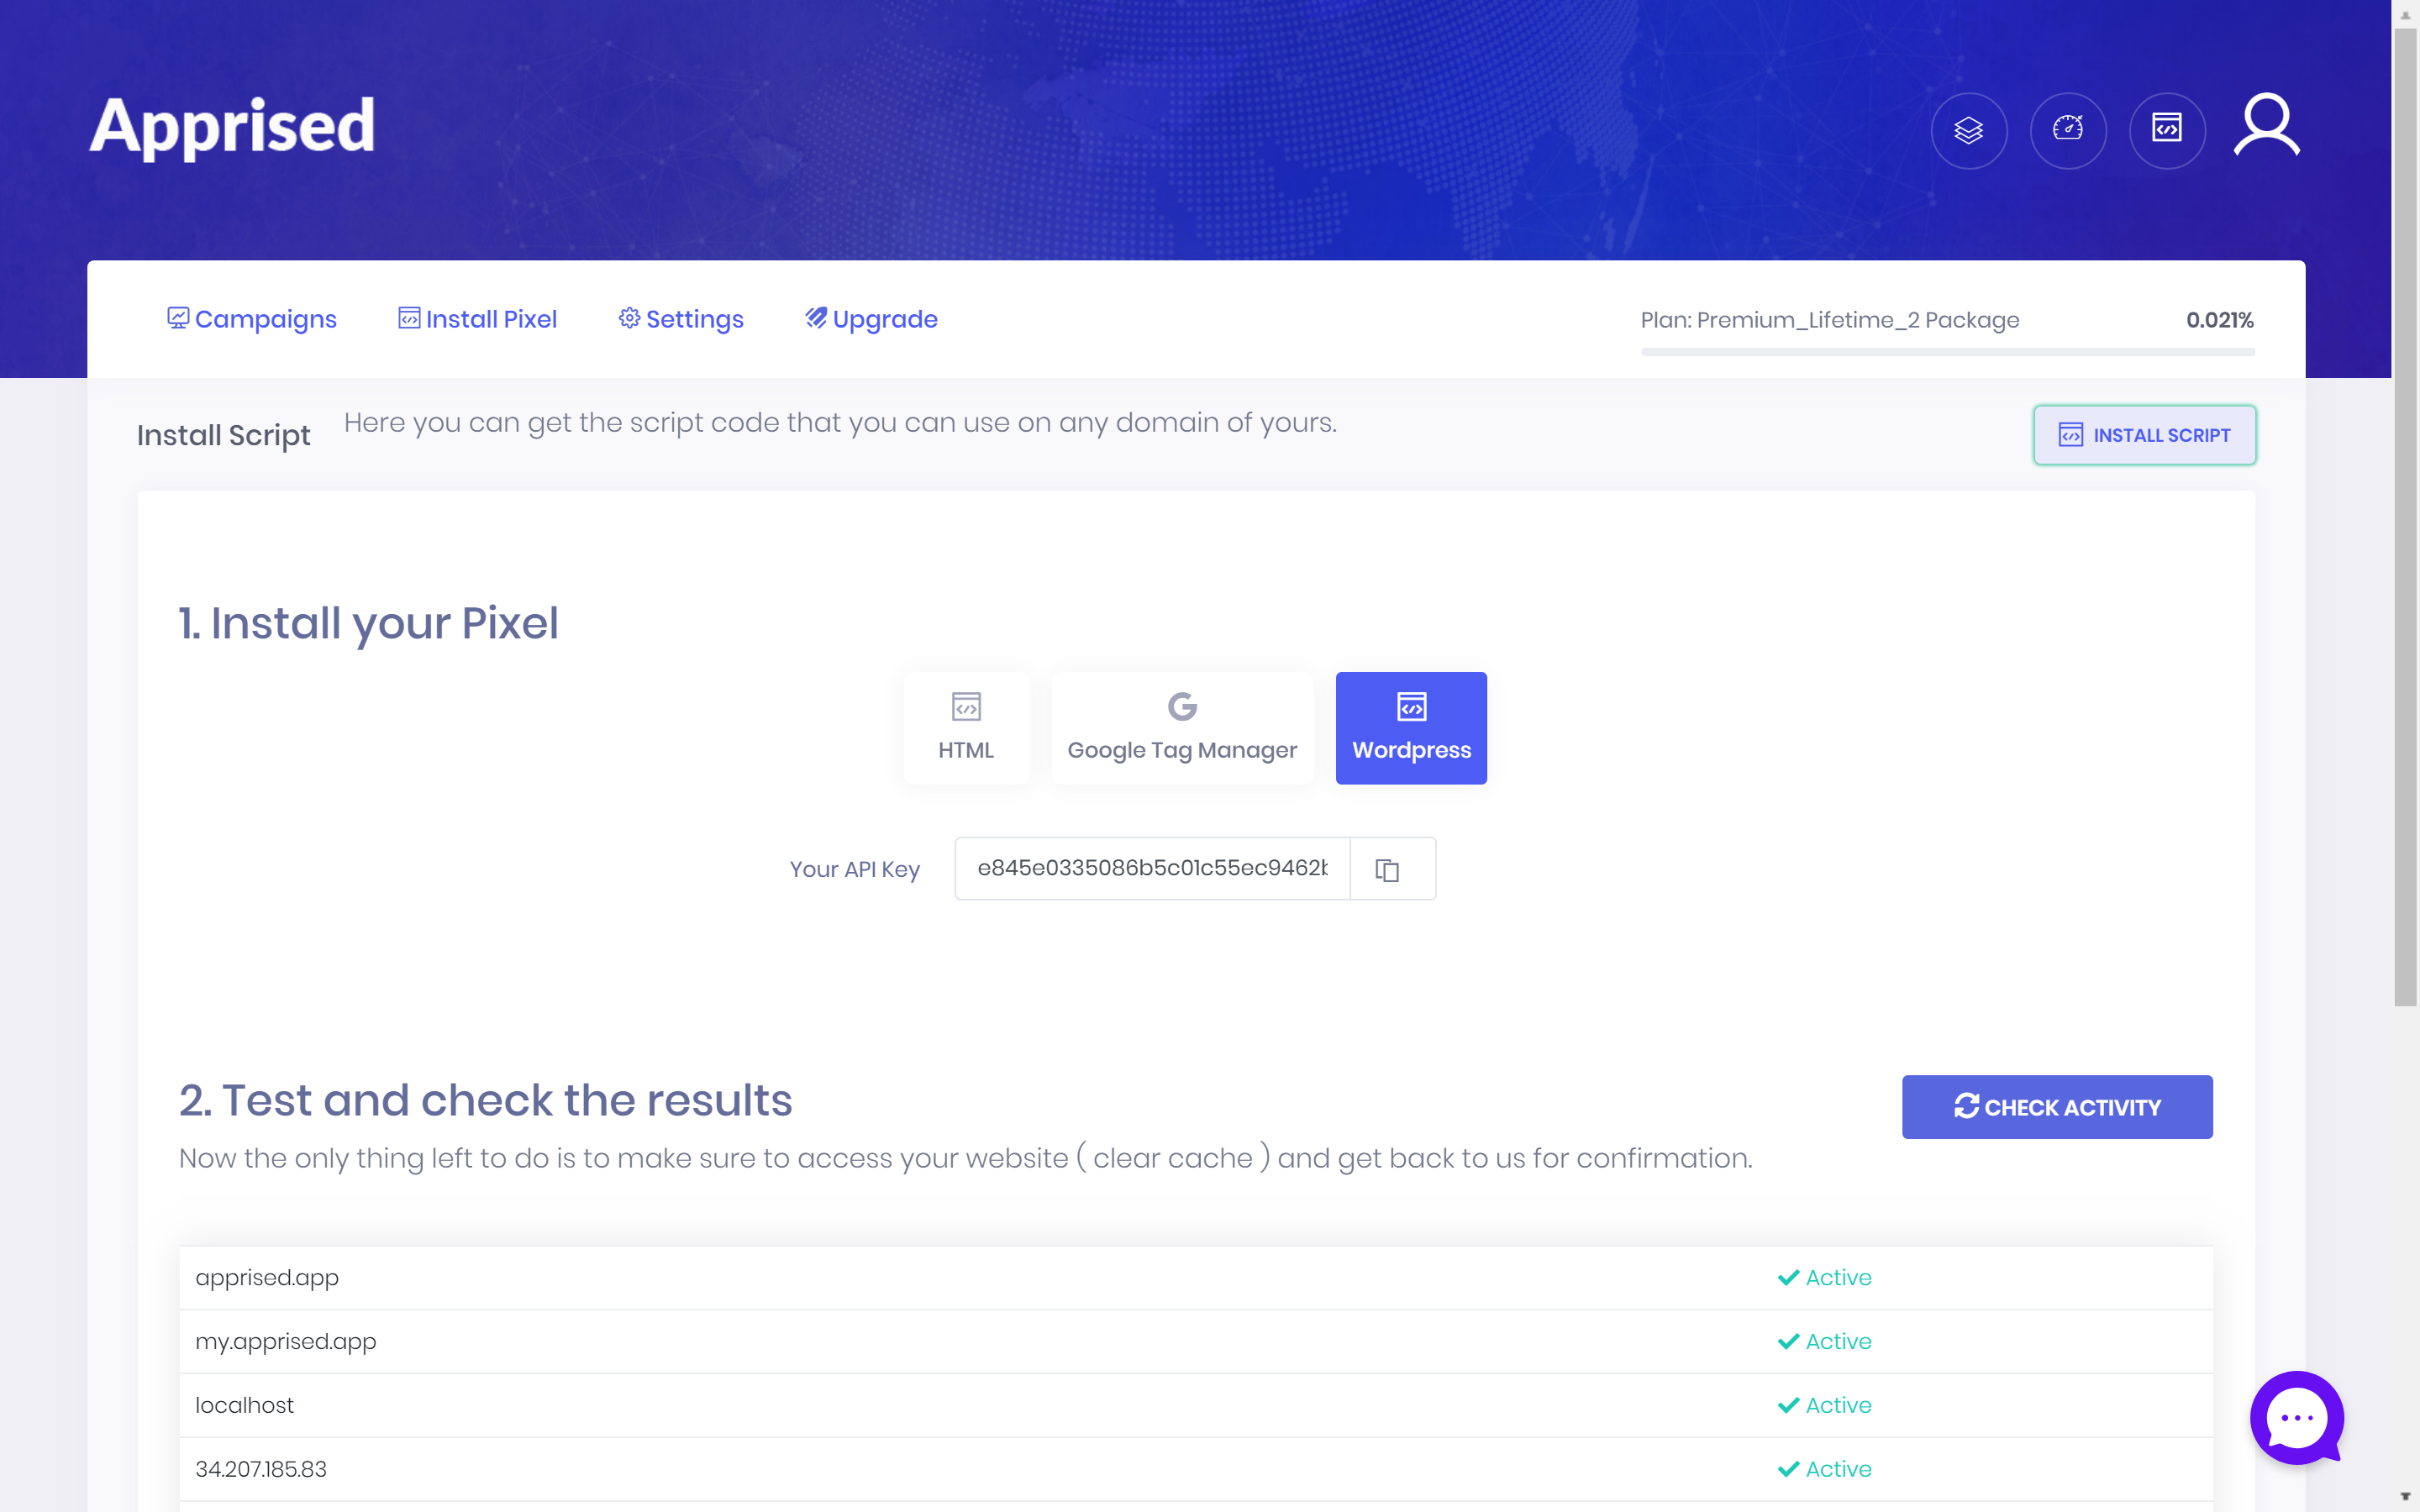 Apprised
Campaigns
Install Pixel
Settings
Upgrade
Plan: Premium_Lifetime_2 Package
0.021%
Install Script
Here you can get the script code that you can use on any domain of yours.
INSTALL SCRIPT
1. Install your Pixel
HTML
Google Tag Manager
Wordpress
Your API Key
e845e0335086b5c01c55ec9462
2. Test and check the results
CHECK ACTIVITY
Now the only thing left to do is to make sure to access your website ( clear cache ) and get back to us for confirmation.
apprised.app
Active
my.apprised.app
Active
localhost
Active
34.207.185.83
Active